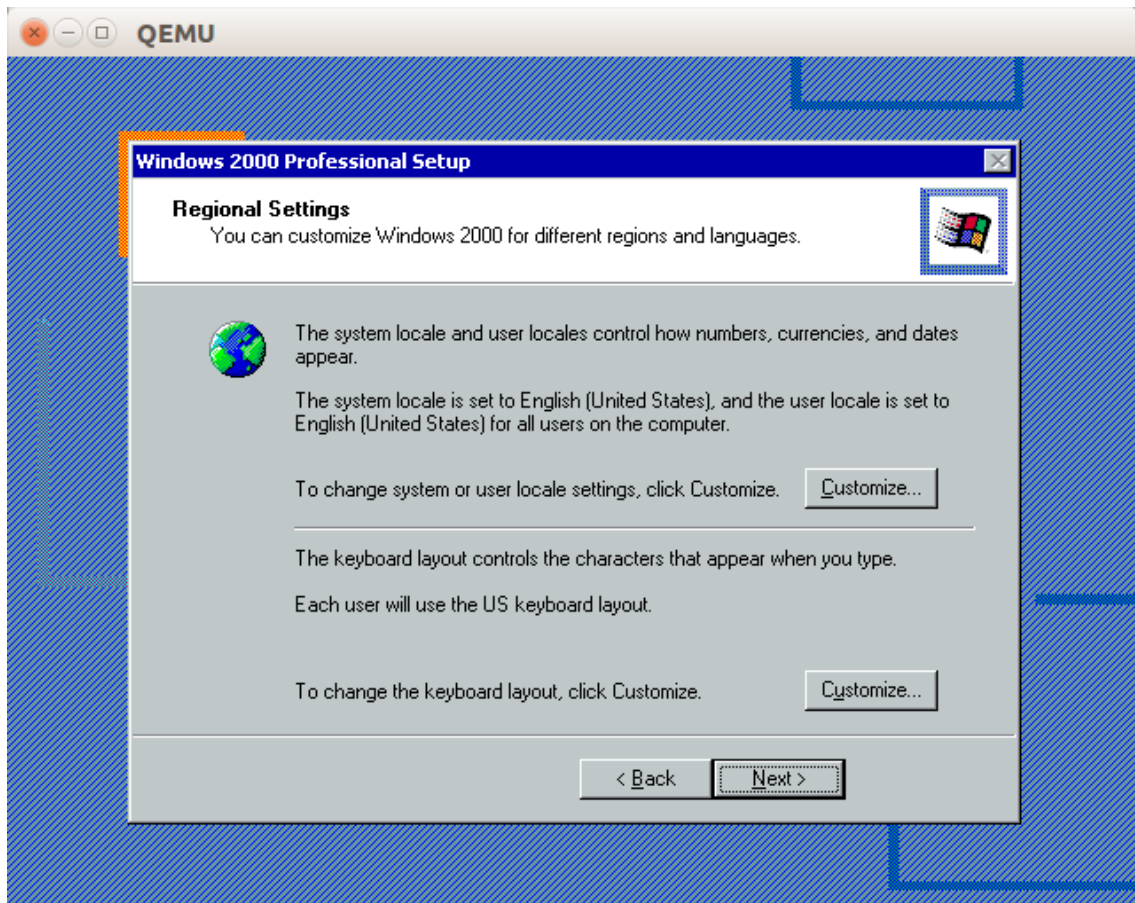 QEMU
Windows 2000 Professional Setup
Regional Settings
You can customize Windows 2000 for different regions and languages.
The system locale and user locales control how numbers, currencies, and dates
appear.
The system locale is set to English (United States), and the user locale is set to
English (United States) for all users on the computer.
To change system or user locale settings, click Customize.
Customize...
The keyboard layout controls the characters that appear when you type.
Each user will use the US keyboard layout.
To change the keyboard layout, click Customize.
Customize...
< Back
Next >